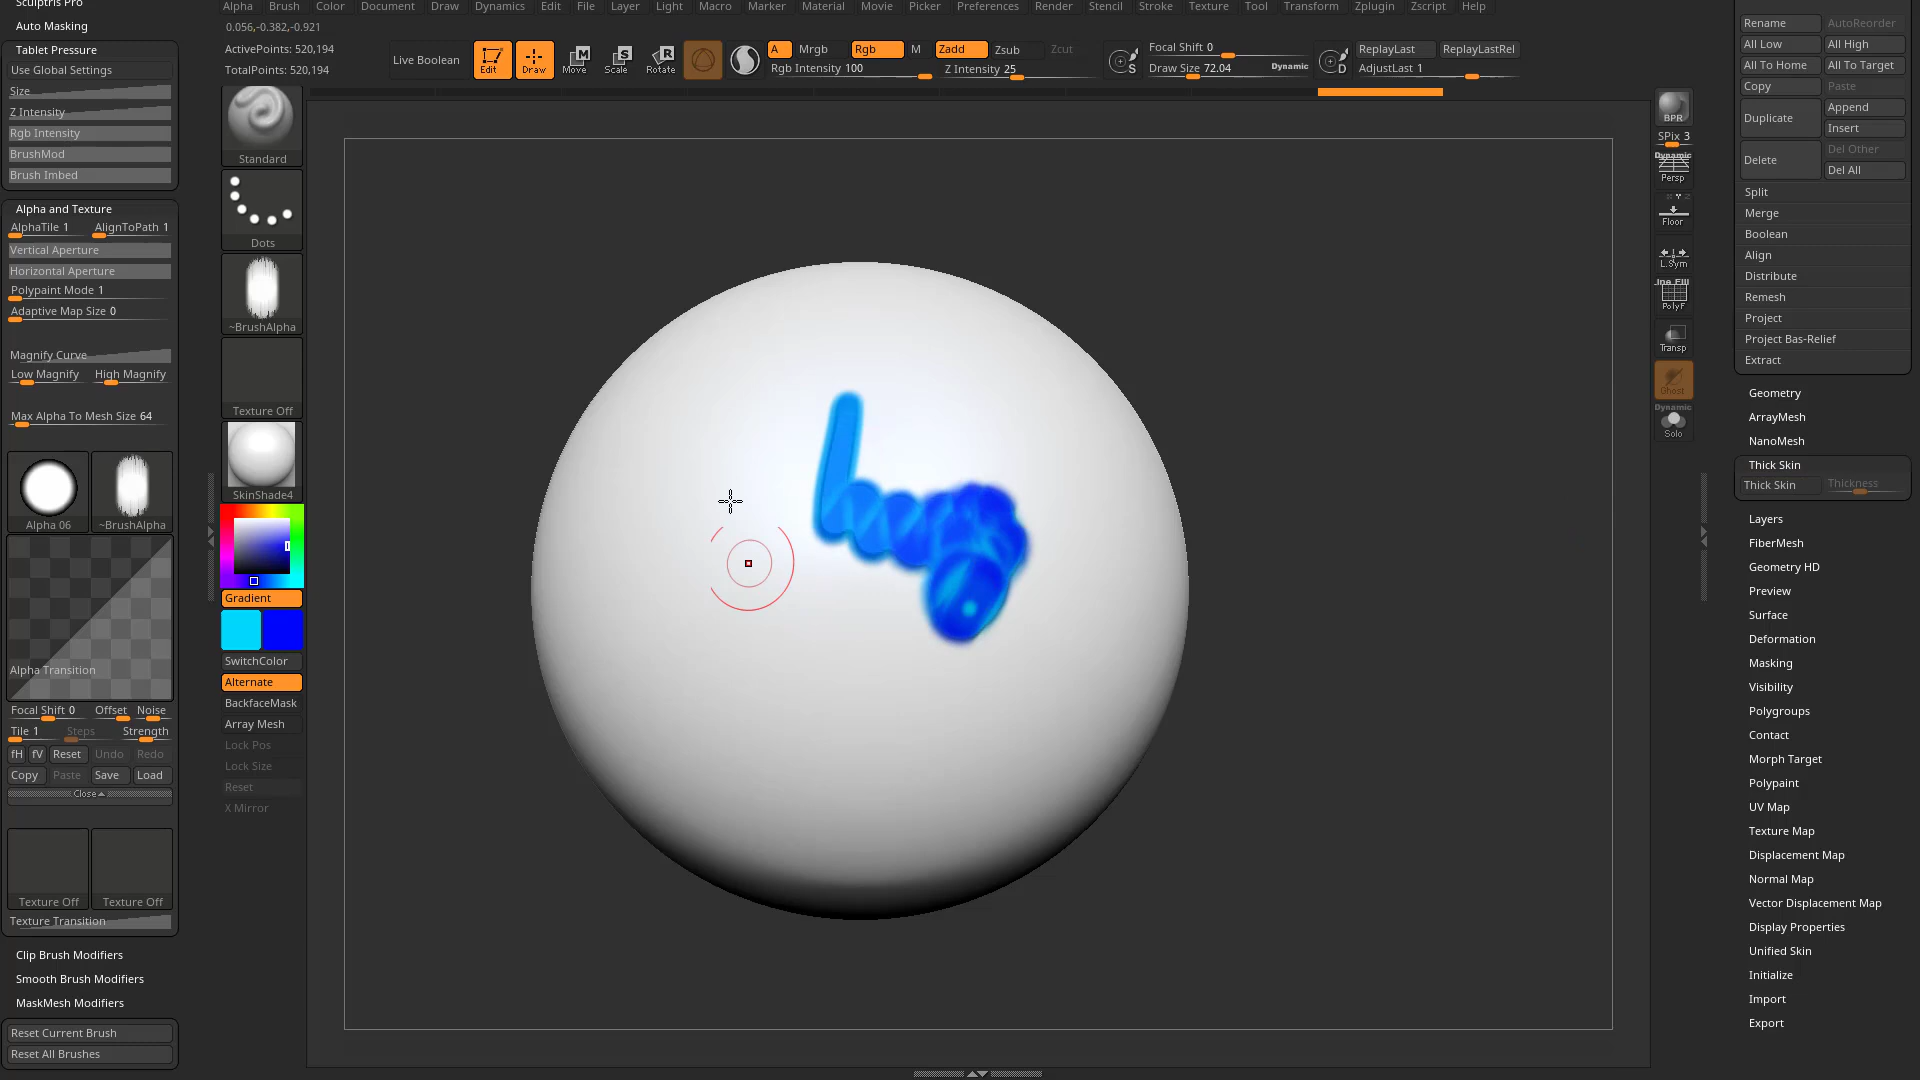 Alpha Brush Color Document Draw Dynamics Edit File Layer Light Macro Marker Material Movie Picker Preferences Render Stencil Stroke Texture Tool Transform Zplugin Zscript Help
Sculptris Pro
Auto Masking
Tablet Pressure
Use Global Settings
Size
Z Intensity
Rgb Intensity
BrushMod
Brush Imbed
Alpha and Texture
AlphaTile 1 AlignToPath 1
Vertical Aperture
Horizontal Aperture
Polypaint Mode 1
Adaptive Map Size 0
Magnify Curve
Low Magnify High Magnify
Max Alpha To Mesh Size 64
Alpha 06 ~BrushAlpha
Alpha Transition
Focal Shift 0 Offset Noise
Tile 1 Steps Strength
fH fV Reset Undo Redo
Copy Paste Save Load
Close
Texture Off Texture Off
Texture Transition
Clip Brush Modifiers
Smooth Brush Modifiers
MaskMesh Modifiers
Reset Current Brush
Reset All Brushes
0.056,-0.382,-0.921
ActivePoints: 520,194
TotalPoints: 520,194
Live Boolean
Edit
Draw
M
Move
S
Scale
R
Rotate
A Mrgb Rgb M Zadd Zsub Zcut
Rgb Intensity 100 Z Intensity 25
S
Focal Shift 0
Draw Size 72.04 Dynamic
D
ReplayLast ReplayLastRel
AdjustLast 1
Standard
Dots
~BrushAlpha
Texture Off
SkinShade4
Gradient
SwitchColor
Alternate
BackfaceMask
Array Mesh
Lock Pos
Lock Size
Reset
X Mirror
BPR
SPix 3
Dynamic
Persp
Floor
L.Sym
Line Fill
PolyF
Transp
Ghost
Dynamic
Solo
Rename AutoReorder
All Low All High
All To Home All To Target
Copy Paste
Duplicate Append
Insert
Delete Del Other
Del All
Split
Merge
Boolean
Align
Distribute
Remesh
Project
Project Bas-Relief
Extract
Geometry
ArrayMesh
NanoMesh
Thick Skin
Thick Skin Thickness
Layers
FiberMesh
Geometry HD
Preview
Surface
Deformation
Masking
Visibility
Polygroups
Contact
Morph Target
Polypaint
UV Map
Texture Map
Displacement Map
Normal Map
Vector Displacement Map
Display Properties
Unified Skin
Initialize
Import
Export